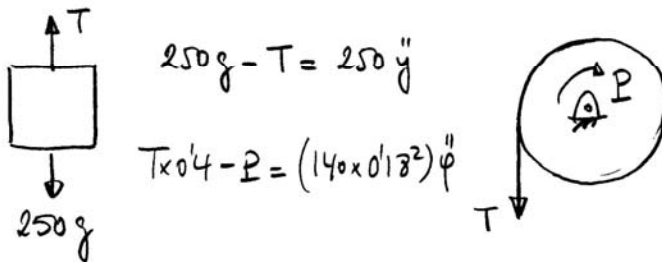 T
250g − T = 250 ÿ
P
T×0'4 − P = (140×0'18²) φ̈
250g
T